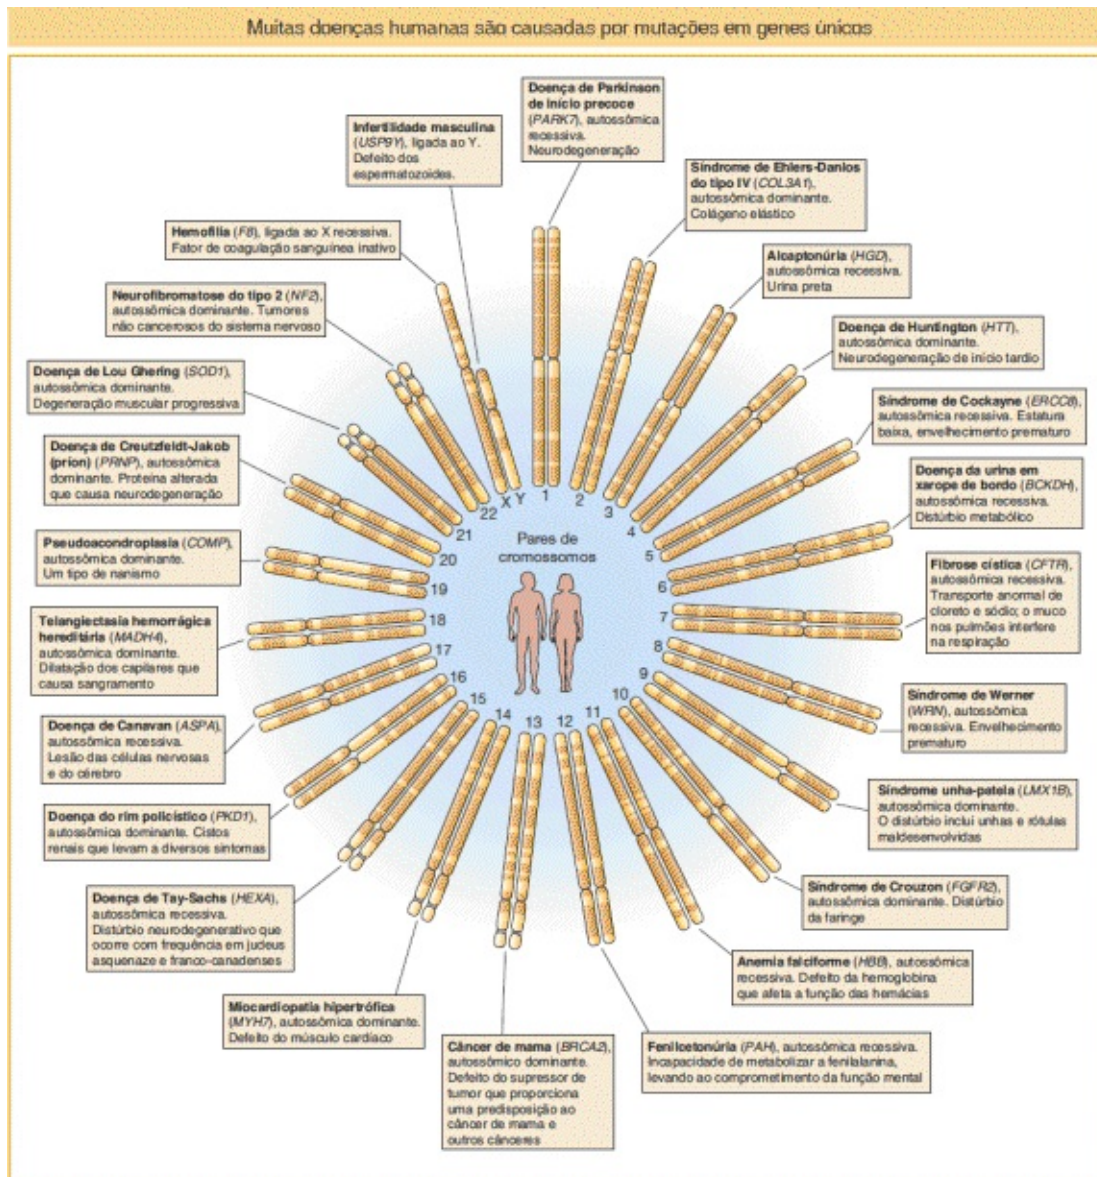 Muitas doenças humanas são causadas por mutações em genes únicos
Doença de Parkinson
de início precoce
(PARK7), autossômica
recessiva.
Neurodegeneração
Síndrome de Ehlers-Danlos
do tipo IV (COL3A1),
autossômica dominante.
Colágeno elástico
Alcaptonúria (HGD),
autossômica recessiva.
Urina preta
Doença de Huntington (HTT),
autossômica dominante.
Neurodegeneração de início tardio
Síndrome de Cockayne (ERCC8),
autossômica recessiva. Estatura
baixa, envelhecimento prematuro
Doença da urina em
xarope de bordo (BCKDH),
autossômica recessiva.
Distúrbio metabólico
Fibrose cística (CFTR),
autossômica recessiva.
Transporte anormal de
cloreto e sódio; o muco
nos pulmões interfere
na respiração
Síndrome de Werner
(WRN), autossômica
recessiva. Envelhecimento
prematuro
Síndrome unha-patela (LMX1B),
autossômica dominante.
O distúrbio inclui unhas e rótulas
maldesenvolvidas
Síndrome de Crouzon (FGFR2),
autossômica dominante. Distúrbio
da faringe
Anemia falciforme (HBB), autossômica
recessiva. Defeito da hemoglobina
que afeta a função das hemácias
Fenilcetonúria (PAH), autossômica recessiva.
Incapacidade de metabolizar a fenilalanina,
levando ao comprometimento da função mental
Câncer de mama (BRCA2),
autossômico dominante.
Defeito do supressor de
tumor que proporciona
uma predisposição ao
câncer de mama e
outros cânceres
Miocardiopatia hipertrófica
(MYH7), autossômica dominante.
Defeito do músculo cardíaco
Doença de Tay-Sachs (HEXA),
autossômica recessiva.
Distúrbio neurodegenerativo que
ocorre com frequência em judeus
asquenaze e franco-canadenses
Doença do rim policístico (PKD1),
autossômica dominante. Cistos
renais que levam a diversos sintomas
Doença de Canavan (ASPA),
autossômica recessiva.
Lesão das células nervosas
e do cérebro
Telangiectasia hemorrágica
hereditária (MADH4),
autossômica dominante.
Dilatação dos capilares que
causa sangramento
Pseudoacondroplasia (COMP),
autossômica dominante.
Um tipo de nanismo
Doença de Creutzfeldt-Jakob
(príon) (PRNP), autossômica
dominante. Proteína alterada
que causa neurodegeneração
Doença de Lou Ghering (SOD1),
autossômica dominante.
Degeneração muscular progressiva
Neurofibromatose do tipo 2 (NF2),
autossômica dominante. Tumores
não cancerosos do sistema nervoso
Hemofilia (F8), ligada ao X recessiva.
Fator de coagulação sanguínea inativo
Infertilidade masculina
(USP9Y), ligada ao Y.
Defeito dos
espermatozoides.
Pares de
cromossomos
1
2
3
4
5
6
7
8
9
10
11
12
13
14
15
16
17
18
19
20
21
22
X
Y